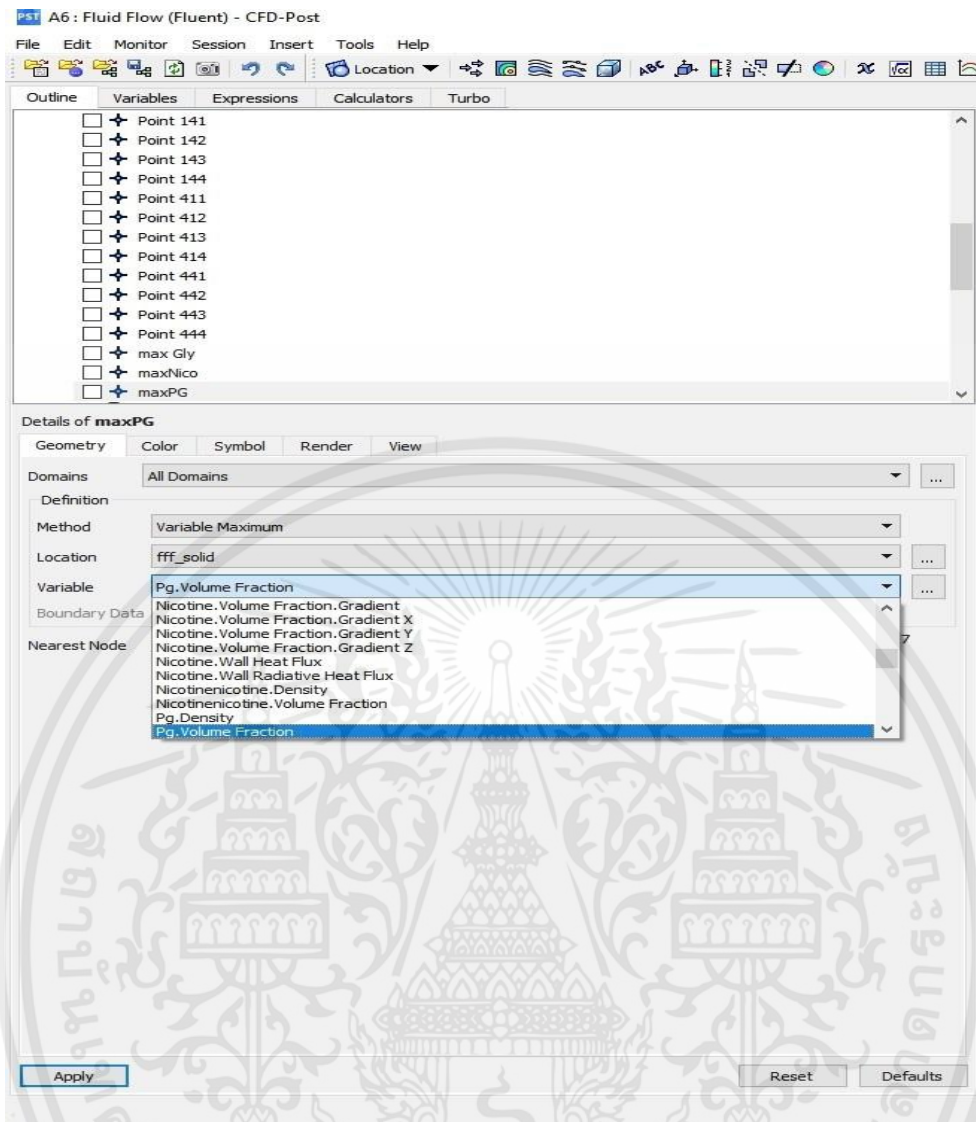 PST A6 : Fluid Flow (Fluent) - CFD-Post
File Edit Monitor Session Insert Tools Help
Location
Outline Variables Expressions Calculators Turbo
Point 141
Point 142
Point 143
Point 144
Point 411
Point 412
Point 413
Point 414
Point 441
Point 442
Point 443
Point 444
max Gly
maxNico
maxPG
Details of maxPG
Geometry Color Symbol Render View
Domains All Domains ...
Definition
Method Variable Maximum
Location fff_solid ...
Variable Pg.Volume Fraction ...
Boundary Data
Nicotine.Volume Fraction.Gradient
Nicotine.Volume Fraction.Gradient X
Nicotine.Volume Fraction.Gradient Y
Nicotine.Volume Fraction.Gradient Z
Nearest Node 7
Nicotine.Wall Heat Flux
Nicotine.Wall Radiative Heat Flux
Nicotinenicotine.Density
Nicotinenicotine.Volume Fraction
Pg.Density
Pg.Volume Fraction
Apply Reset Defaults